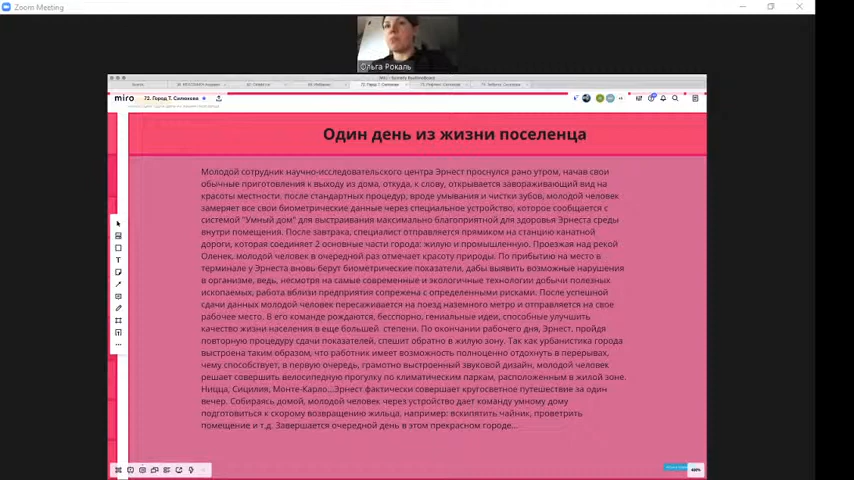 Zoom Meeting
Ольга Рокаль
miro
72. Город Т. Силкова
Один день из жизни поселенца
Молодой сотрудник научно-исследовательского центра Эрнест проснулся рано утром, начав свои
обычные приготовления к выходу из дома, откуда, к слову, открывается завораживающий вид на
красоты местности. после стандартных процедур, вроде умывания и чистки зубов, молодой человек
замеряет все свои биометрические данные через специальное устройство, которое сообщается с
системой "Умный дом" для выстраивания максимально благоприятной для здоровья Эрнеста среды
внутри помещения. После завтрака, специалист отправляется прямиком на станцию канатной
дороги, которая соединяет 2 основные части города: жилую и промышленную. Проезжая над рекой
Оленек, молодой человек в очередной раз отмечает красоту природы. По прибытию на место в
терминале у Эрнеста вновь берут биометрические показатели, дабы выявить возможные нарушения
в организме, ведь, несмотря на самые современные и экологичные технологии добычи полезных
ископаемых, работа вблизи предприятия сопряжена с определенными рисками. После успешной
сдачи данных молодой человек пересаживается на поезд наземного метро и отправляется на свое
рабочее место. В его команде рождаются, бесспорно, гениальные идеи, способные улучшить
качество жизни населения в еще большей степени. По окончании рабочего дня, Эрнест, пройдя
повторную процедуру сдачи показателей, спешит обратно в жилую зону. Так как урбанистика города
выстроена таким образом, что работник имеет возможность полноценно отдохнуть в перерывах,
чему способствует, в первую очередь, грамотно выстроенный звуковой дизайн, молодой человек
решает совершить велосипедную прогулку по климатическим паркам, расположенным в жилой зоне.
Ницца, Сицилия, Монте-Карло...Эрнест фактически совершает кругосветное путешествие за один
вечер. Собираясь домой, молодой человек через устройство дает команду умному дому
подготовиться к скорому возвращению жильца, например: вскипятить чайник, проветрить
помещение и т.д. Завершается очередной день в этом прекрасном городе...
400%